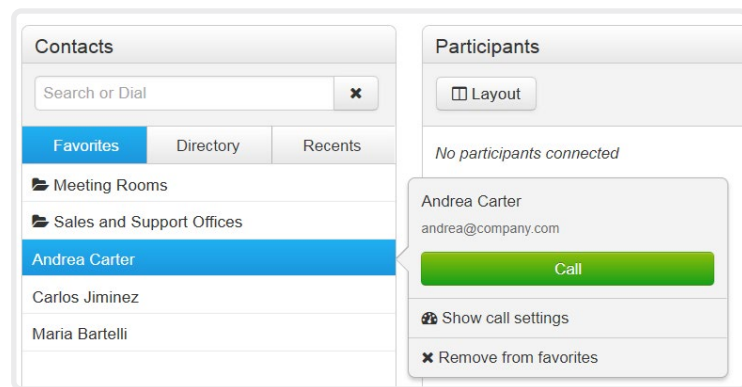 Contacts
Search or Dial
Favorites Directory Recents
Meeting Rooms
Sales and Support Offices
Andrea Carter
Carlos Jiminez
Maria Bartelli
Participants
Layout
No participants connected
Andrea Carter
andrea@company.com
Call
Show call settings
Remove from favorites